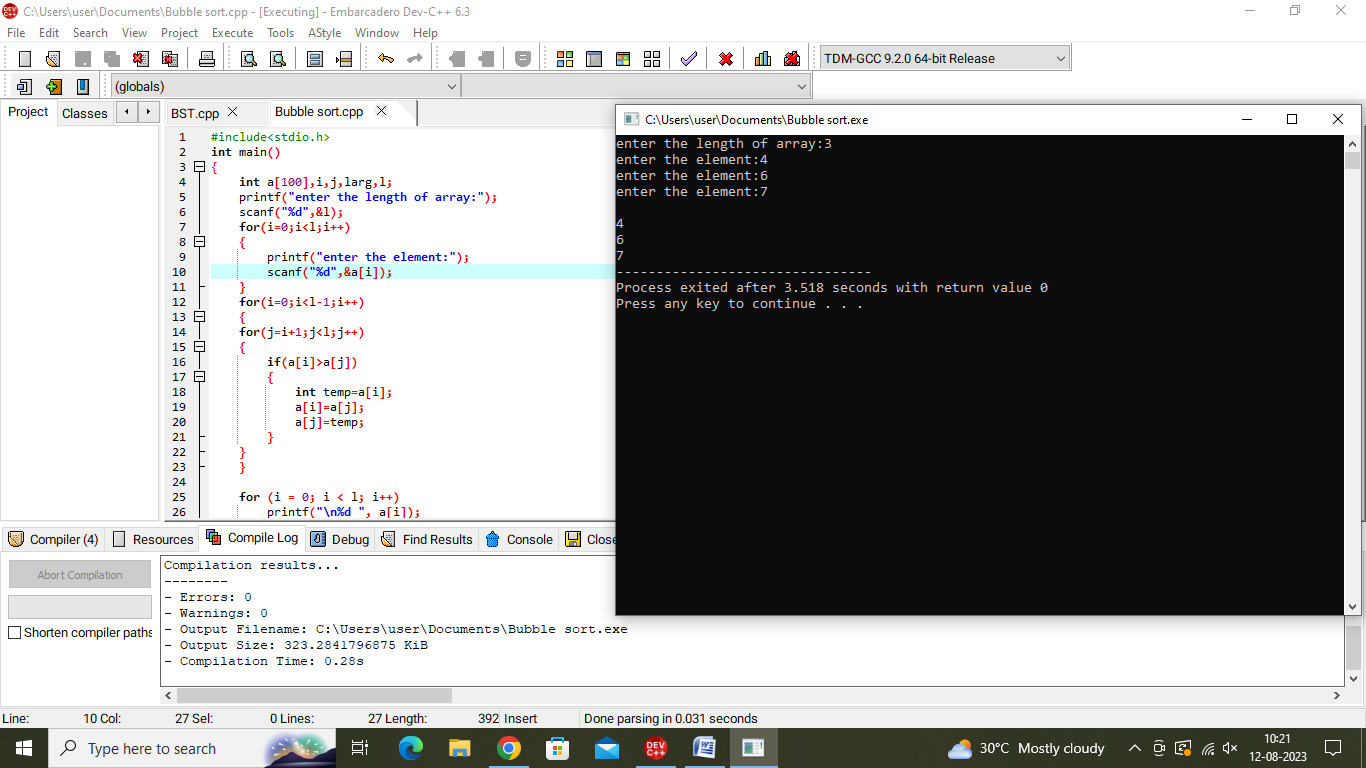 C:\Users\user\Documents\Bubble sort.cpp - [Executing] - Embarcadero Dev-C++ 6.3
File Edit Search View Project Execute Tools AStyle Window Help
TDM-GCC 9.2.0 64-bit Release
(globals)
Project Classes
BST.cpp Bubble sort.cpp
1 #include<stdio.h>
2 int main()
3 {
4 int a[100],i,j,larg,l;
5 printf("enter the length of array:");
6 scanf("%d",&l);
7 for(i=0;i<l;i++)
8 {
9 printf("enter the element:");
10 scanf("%d",&a[i]);
11 }
12 for(i=0;i<l-1;i++)
13 {
14 for(j=i+1;j<l;j++)
15 {
16 if(a[i]>a[j])
17 {
18 int temp=a[i];
19 a[i]=a[j];
20 a[j]=temp;
21 }
22 }
23 }
24
25 for (i = 0; i < l; i++)
26 printf("\n%d ", a[i]);
C:\Users\user\Documents\Bubble sort.exe
enter the length of array:3
enter the element:4
enter the element:6
enter the element:7
4
6
7
--------------------------------
Process exited after 3.518 seconds with return value 0
Press any key to continue . . .
Compiler (4) Resources Compile Log Debug Find Results Console Close
Abort Compilation
Shorten compiler paths
Compilation results...
--------
- Errors: 0
- Warnings: 0
- Output Filename: C:\Users\user\Documents\Bubble sort.exe
- Output Size: 323.2841796875 KiB
- Compilation Time: 0.28s
Line: 10 Col: 27 Sel: 0 Lines: 27 Length: 392 Insert Done parsing in 0.031 seconds
Type here to search
30°C Mostly cloudy
10:21
12-08-2023